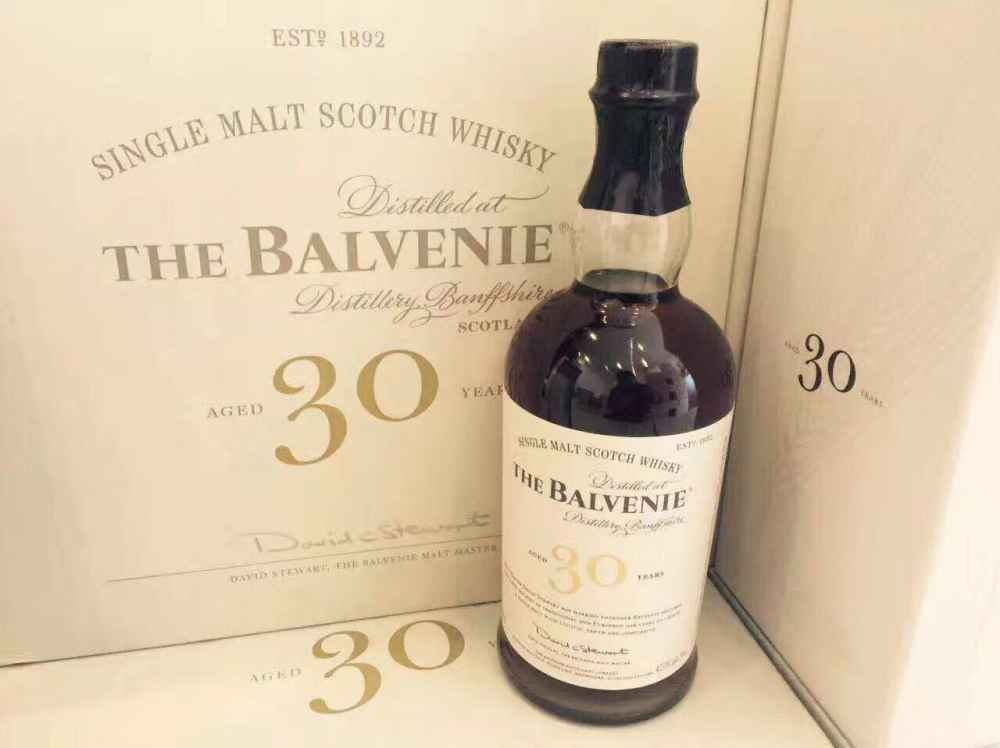 ESTD 1892
SINGLE MALT SCOTCH WHISKY
Distilled at
THE BALVENIE®
Distillery, Banffshire
AGED 30
David C Stewart
DAVID STEWART, THE BALVENIE MALT MASTER
AGED 30
SINGLE MALT SCOTCH WHISKY
ESTD 1892
Distilled at
THE BALVENIE®
Distillery, Banffshire
AGED 30 YEARS
David C Stewart
AGED 30 YEARS